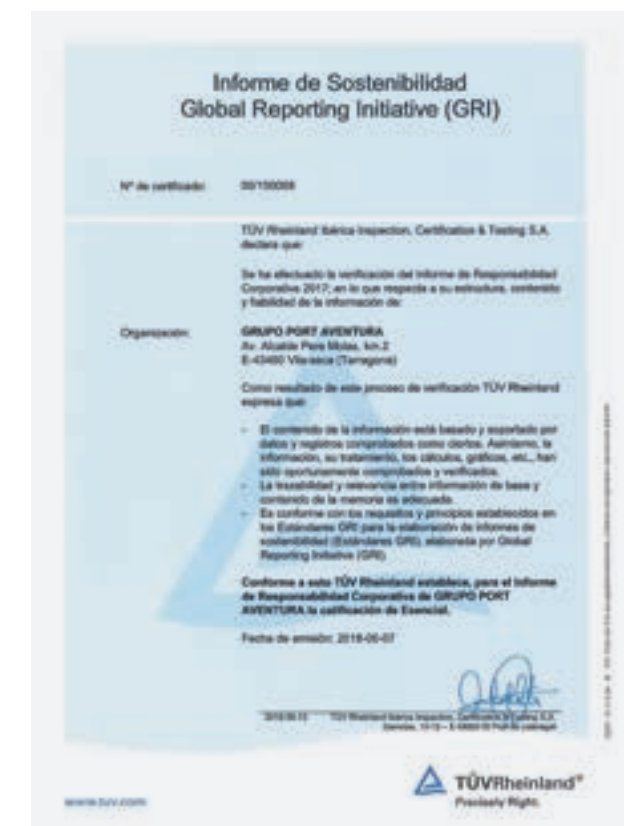 Informe de Sostenibilidad
Global Reporting Initiative (GRI)
Nº de certificado:
TÜV Rheinland Ibérica Inspection, Certification & Testing S.A.
declara que:
Se ha efectuado la verificación del Informe de Responsabilidad
Corporativa 2017, en lo que respecta a su estructura, contenido
y fiabilidad de la información de:
Organización:
GRUPO PORT AVENTURA
Av. Alcalde Pere Molas, km.2
E-43480 Vila-seca (Tarragona)
Como resultado de este proceso de verificación TÜV Rheinland
expresa que:
- El contenido de la información está basado y soportado por
datos y registros comprobados como ciertos. Asimismo, la
información, su tratamiento, los cálculos, gráficos, etc., han
sido oportunamente comprobados y verificados.
- La trazabilidad y relevancia entre información de base y
contenido de la memoria es adecuada.
- Es conforme con los requisitos y principios establecidos en
los Estándares GRI para la elaboración de informes de
sostenibilidad (Estándares GRI), elaborada por Global
Reporting Initiative (GRI)
Conforme a esto TÜV Rheinland establece, para el Informe
de Responsabilidad Corporativa de GRUPO PORT
AVENTURA la calificación de Esencial.
Fecha de emisión:
TÜV Rheinland Ibérica Inspection, Certification & Testing S.A.
www.tuv.com
TÜVRheinland®
Precisely Right.